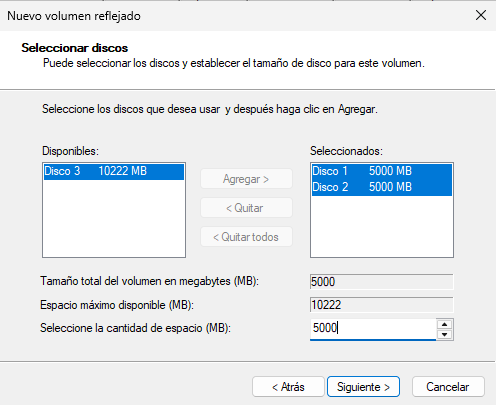 Nuevo volumen reflejado
Seleccionar discos
Puede seleccionar los discos y establecer el tamaño de disco para este volumen.
Seleccione los discos que desea usar y después haga clic en Agregar.
Disponibles:
Disco 3 10222 MB
Agregar >
< Quitar
< Quitar todos
Seleccionados:
Disco 1 5000 MB
Disco 2 5000 MB
Tamaño total del volumen en megabytes (MB): 5000
Espacio máximo disponible (MB): 10222
Seleccione la cantidad de espacio (MB): 5000
< Atrás Siguiente > Cancelar